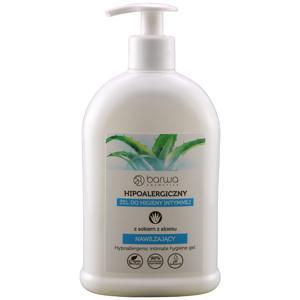 barwa
COSMETICS
HIPOALERGICZNY
ŻEL DO HIGIENY INTYMNEJ
z sokiem z aloesu
NAWILŻAJĄCY
Hypoallergenic intimate hygiene gel